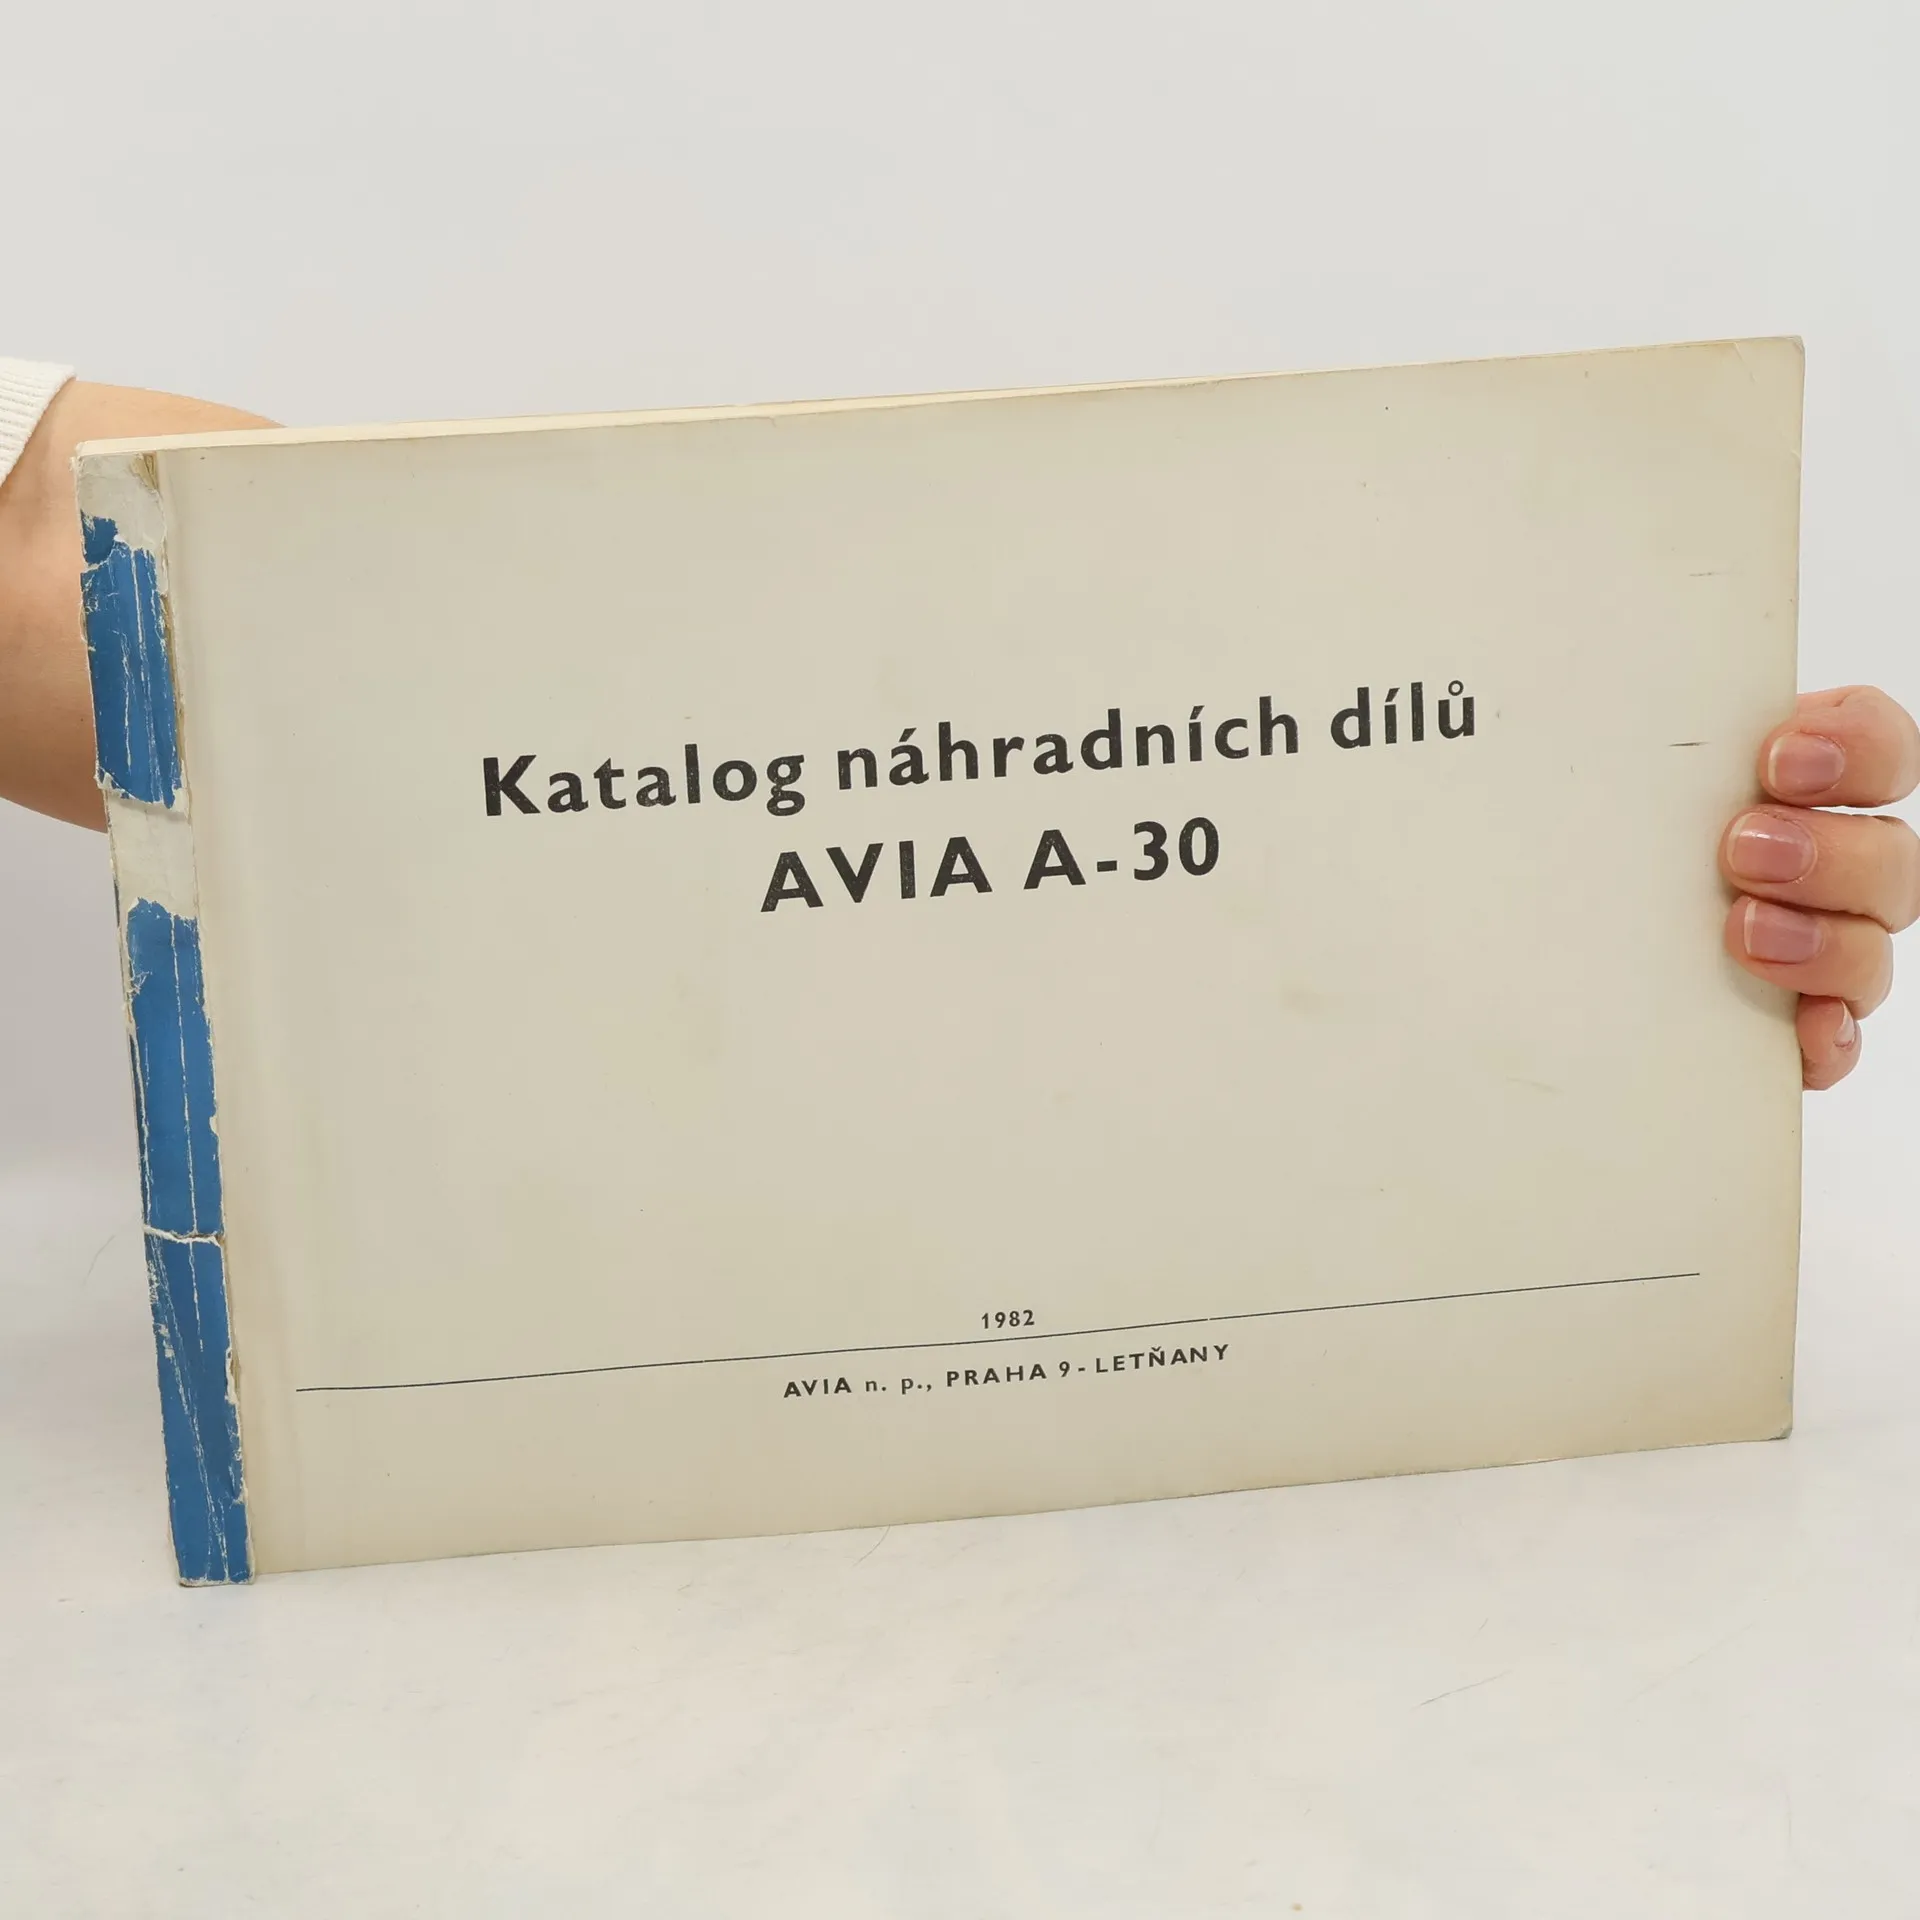 Katalog náhradních dílů
AVIA A-30
1982
AVIA n. p., PRAHA 9 - LETŇANY